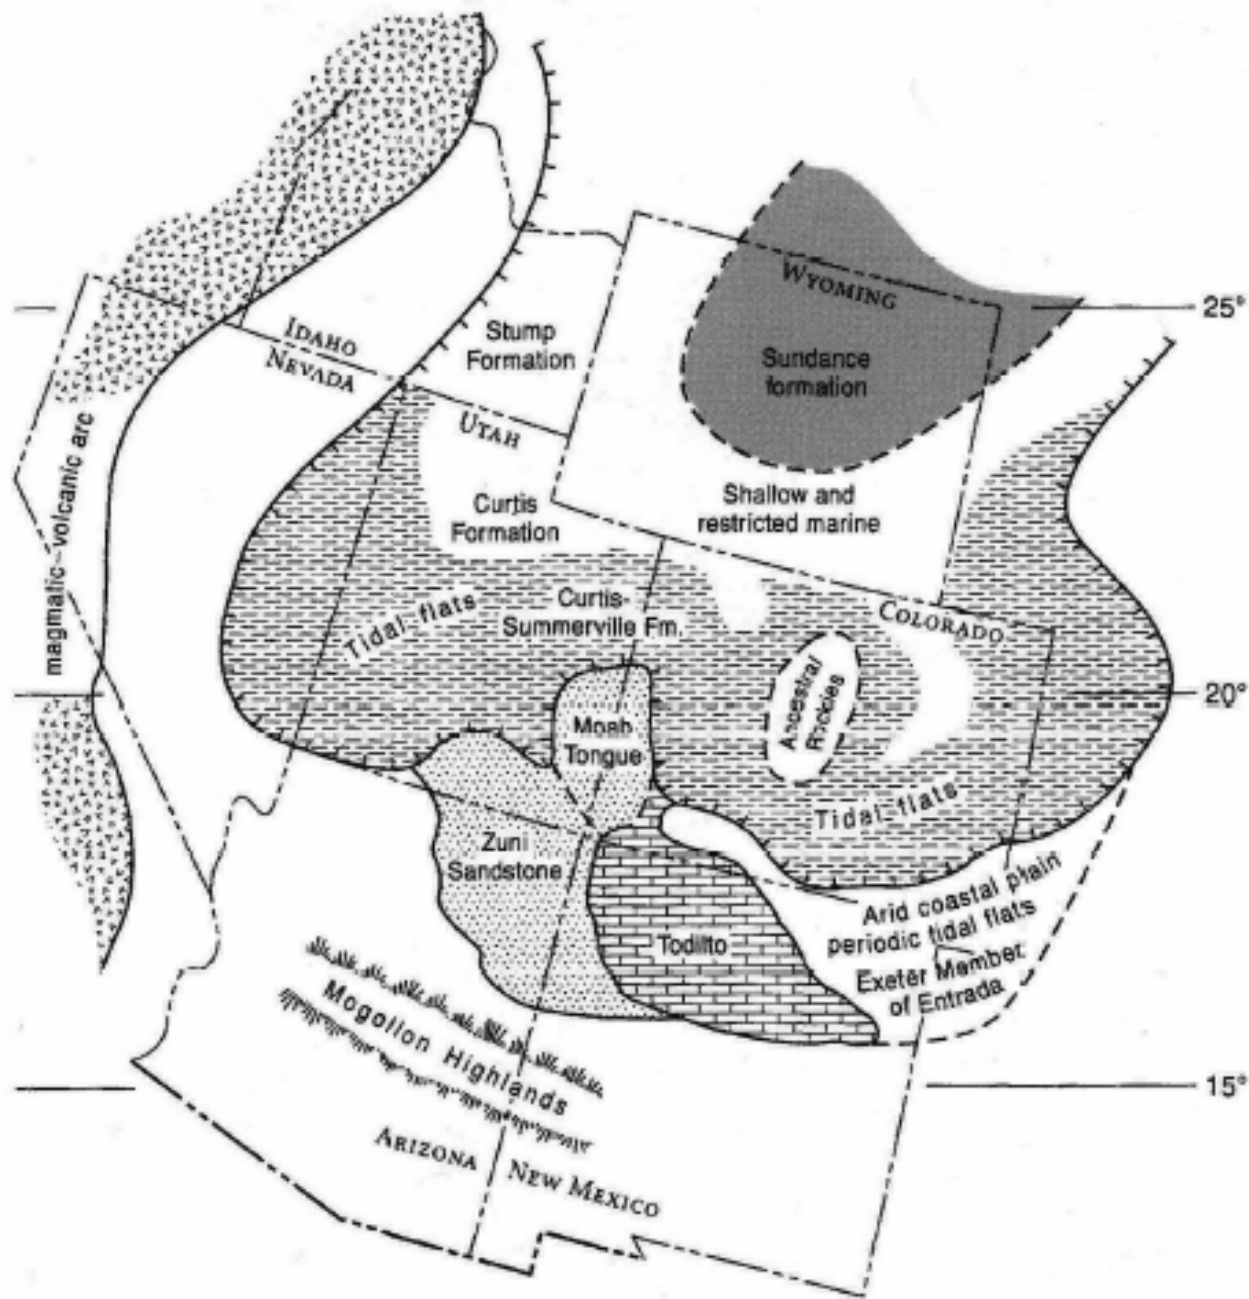 WYOMING
25°
IDAHO
NEVADA
Stump
Formation
Sundance
formation
UTAH
magmatic-volcanic arc
Curtis
Formation
Shallow and
restricted marine
Tidal flats
Curtis-
Summerville Fm.
COLORADO
Ancestral
Rockies
20°
Moab
Tongue
Tidal flats
Zuni
Sandstone
Todilto
Arid coastal plain
periodic tidal flats
Exeter Member
of Entrada
Mogollon Highlands
15°
ARIZONA
NEW MEXICO